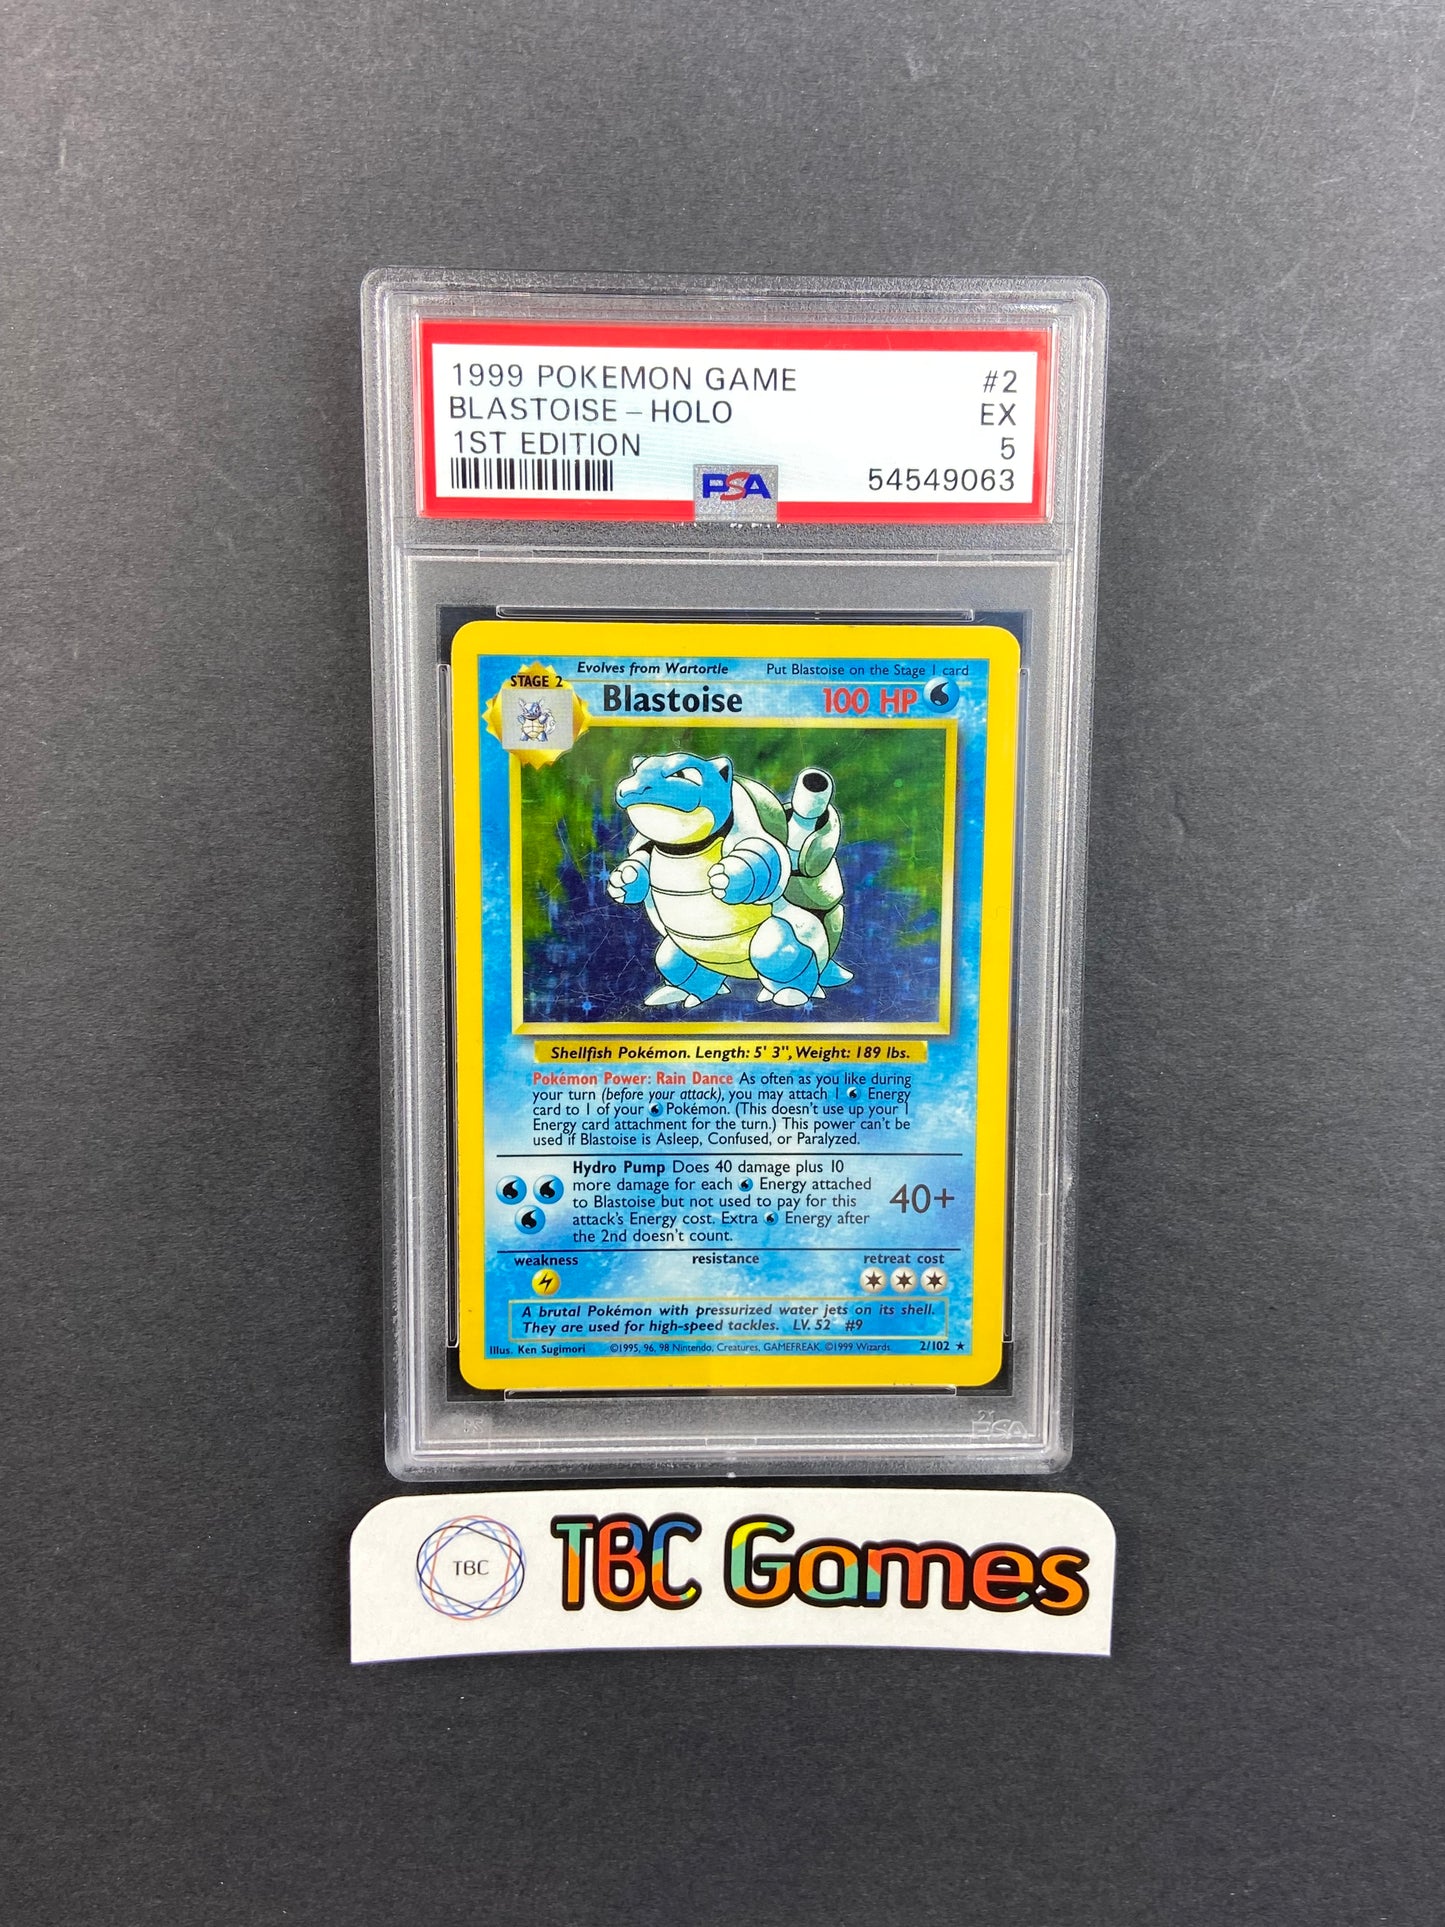 1999 POKEMON GAME #2
BLASTOISE - HOLO EX
1ST EDITION 5
PSA 54549063
Evolves from Wartortle Put Blastoise on the Stage 1 card
STAGE 2
Blastoise 100 HP
Shellfish Pokémon. Length: 5' 3", Weight: 189 lbs.
Pokémon Power: Rain Dance As often as you like during
your turn (before your attack), you may attach 1 Energy
card to 1 of your Pokémon. (This doesn't use up your 1
Energy card attachment for the turn.) This power can't be
used if Blastoise is Asleep, Confused, or Paralyzed.
Hydro Pump Does 40 damage plus 10
more damage for each Energy attached
to Blastoise but not used to pay for this
attack's Energy cost. Extra Energy after
the 2nd doesn't count.
40+
weakness resistance retreat cost
A brutal Pokémon with pressurized water jets on its shell.
They are used for high-speed tackles. LV. 52 #9
Illus. Ken Sugimori ©1995, 96, 98 Nintendo, Creatures, GAMEFREAK. ©1999 Wizards. 2/102 ★
PSA
TBC TBC Games